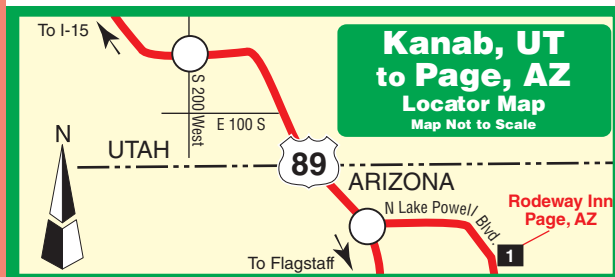 To I-15
Kanab, UT
to Page, AZ
Locator Map
Map Not to Scale
S 200 West
E 100 S
N
UTAH
89
ARIZONA
N Lake Powell Blvd.
Rodeway Inn
Page, AZ
1
To Flagstaff